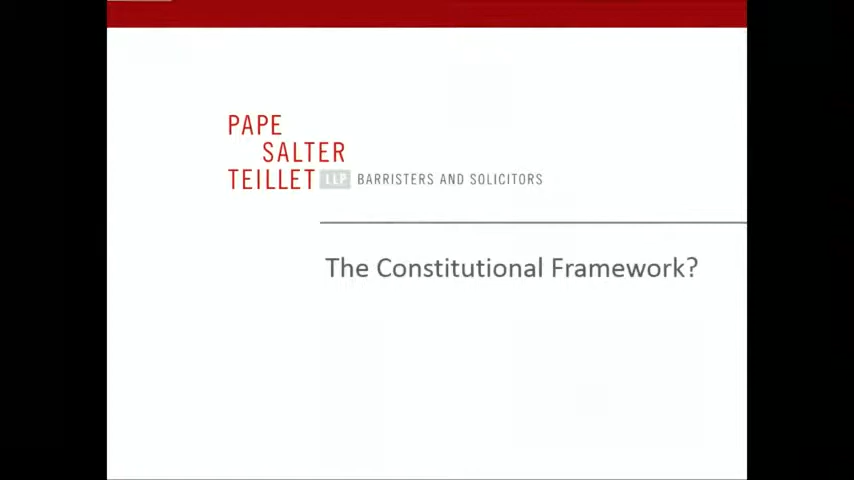 PAPE
SALTER
TEILLET LLP BARRISTERS AND SOLICITORS
The Constitutional Framework?